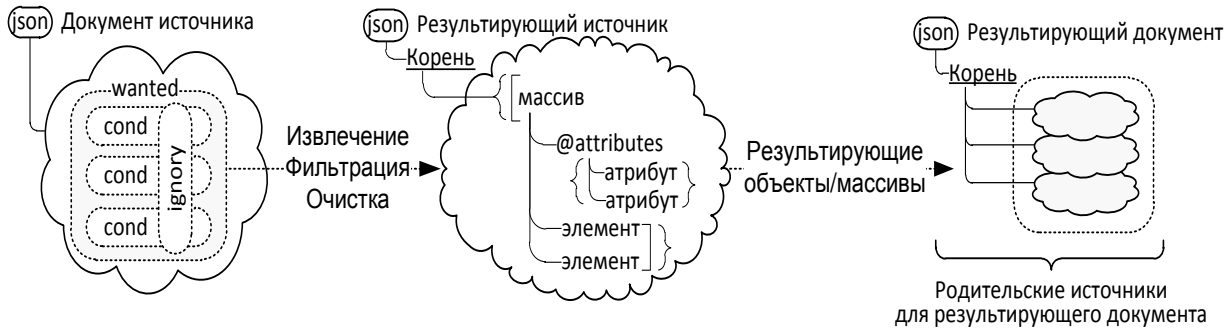 json Документ источника
wanted
cond
cond
cond
ignory
Извлечение
Фильтрация
Очистка
json Результирующий источник
Корень
массив
@attributes
атрибут
атрибут
элемент
элемент
Результирующие
объекты/массивы
json Результирующий документ
Корень
Родительские источники
для результирующего документа